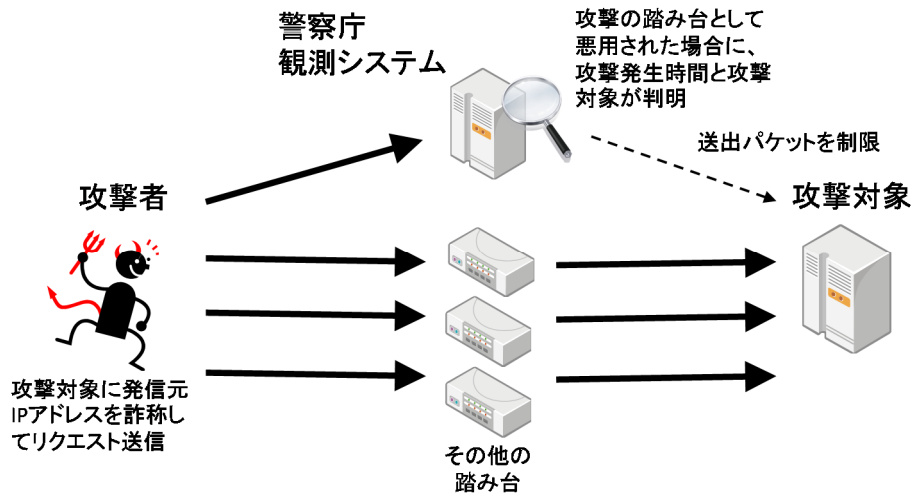 警察庁
観測システム
攻撃の踏み台として
悪用された場合に、
攻撃発生時間と攻撃
対象が判明
送出パケットを制限
攻撃者
攻撃対象
攻撃対象に発信元
IPアドレスを詐称し
てリクエスト送信
その他の
踏み台